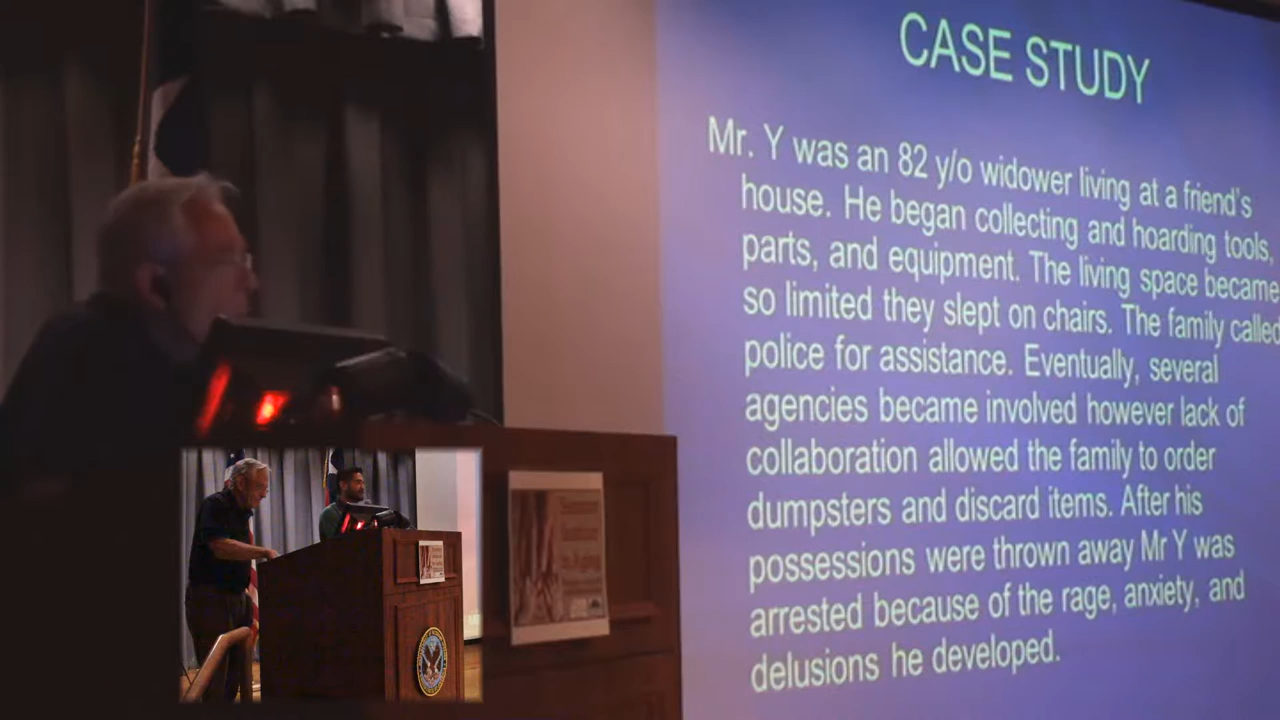 CASE STUDY
Mr. Y was an 82 y/o widower living at a friend's
house. He began collecting and hoarding tools,
parts, and equipment. The living space became
so limited they slept on chairs. The family called
police for assistance. Eventually, several
agencies became involved however lack of
collaboration allowed the family to order
dumpsters and discard items. After his
possessions were thrown away Mr Y was
arrested because of the rage, anxiety, and
delusions he developed.